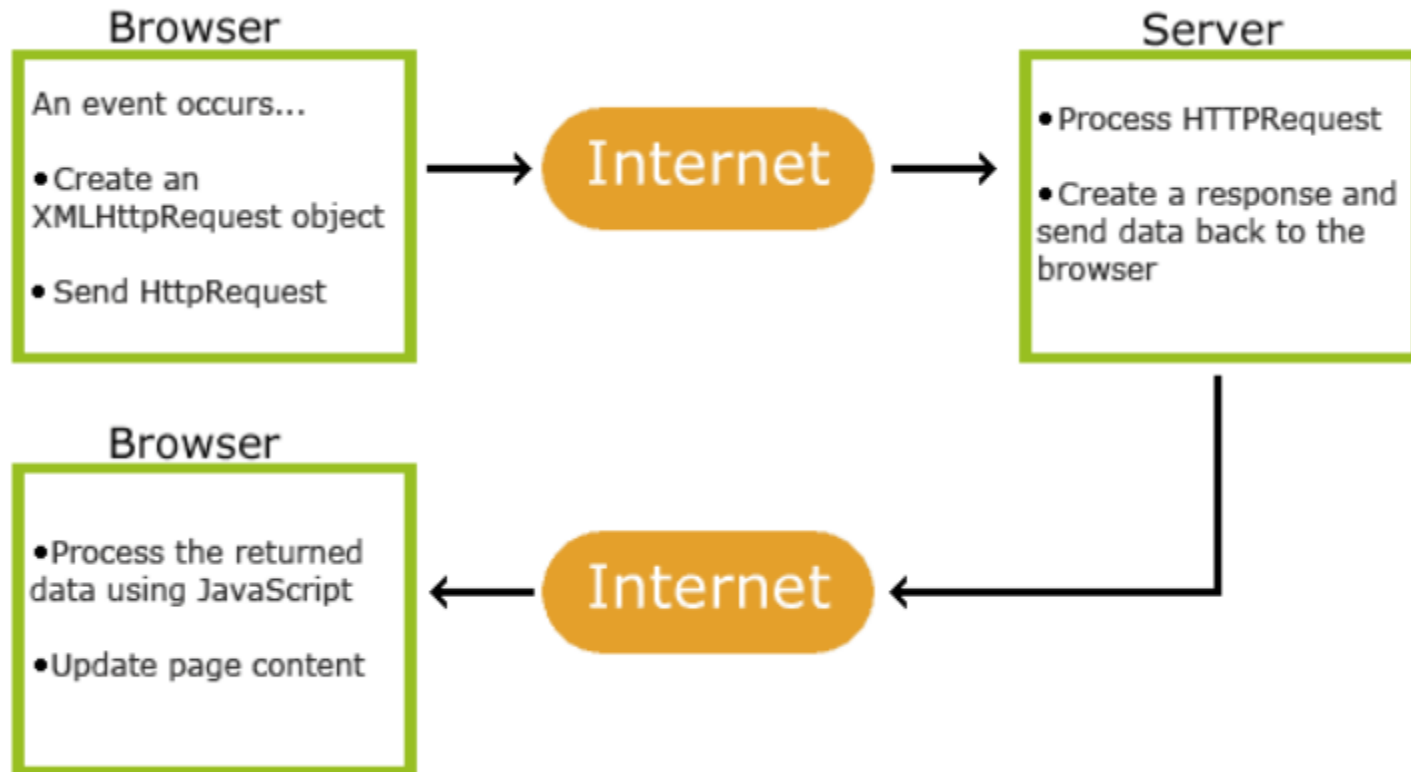 Browser
An event occurs...
•Create an
XMLHttpRequest object
• Send HttpRequest
Internet
Server
•Process HTTPRequest
•Create a response and
send data back to the
browser
Browser
•Process the returned
data using JavaScript
•Update page content
Internet